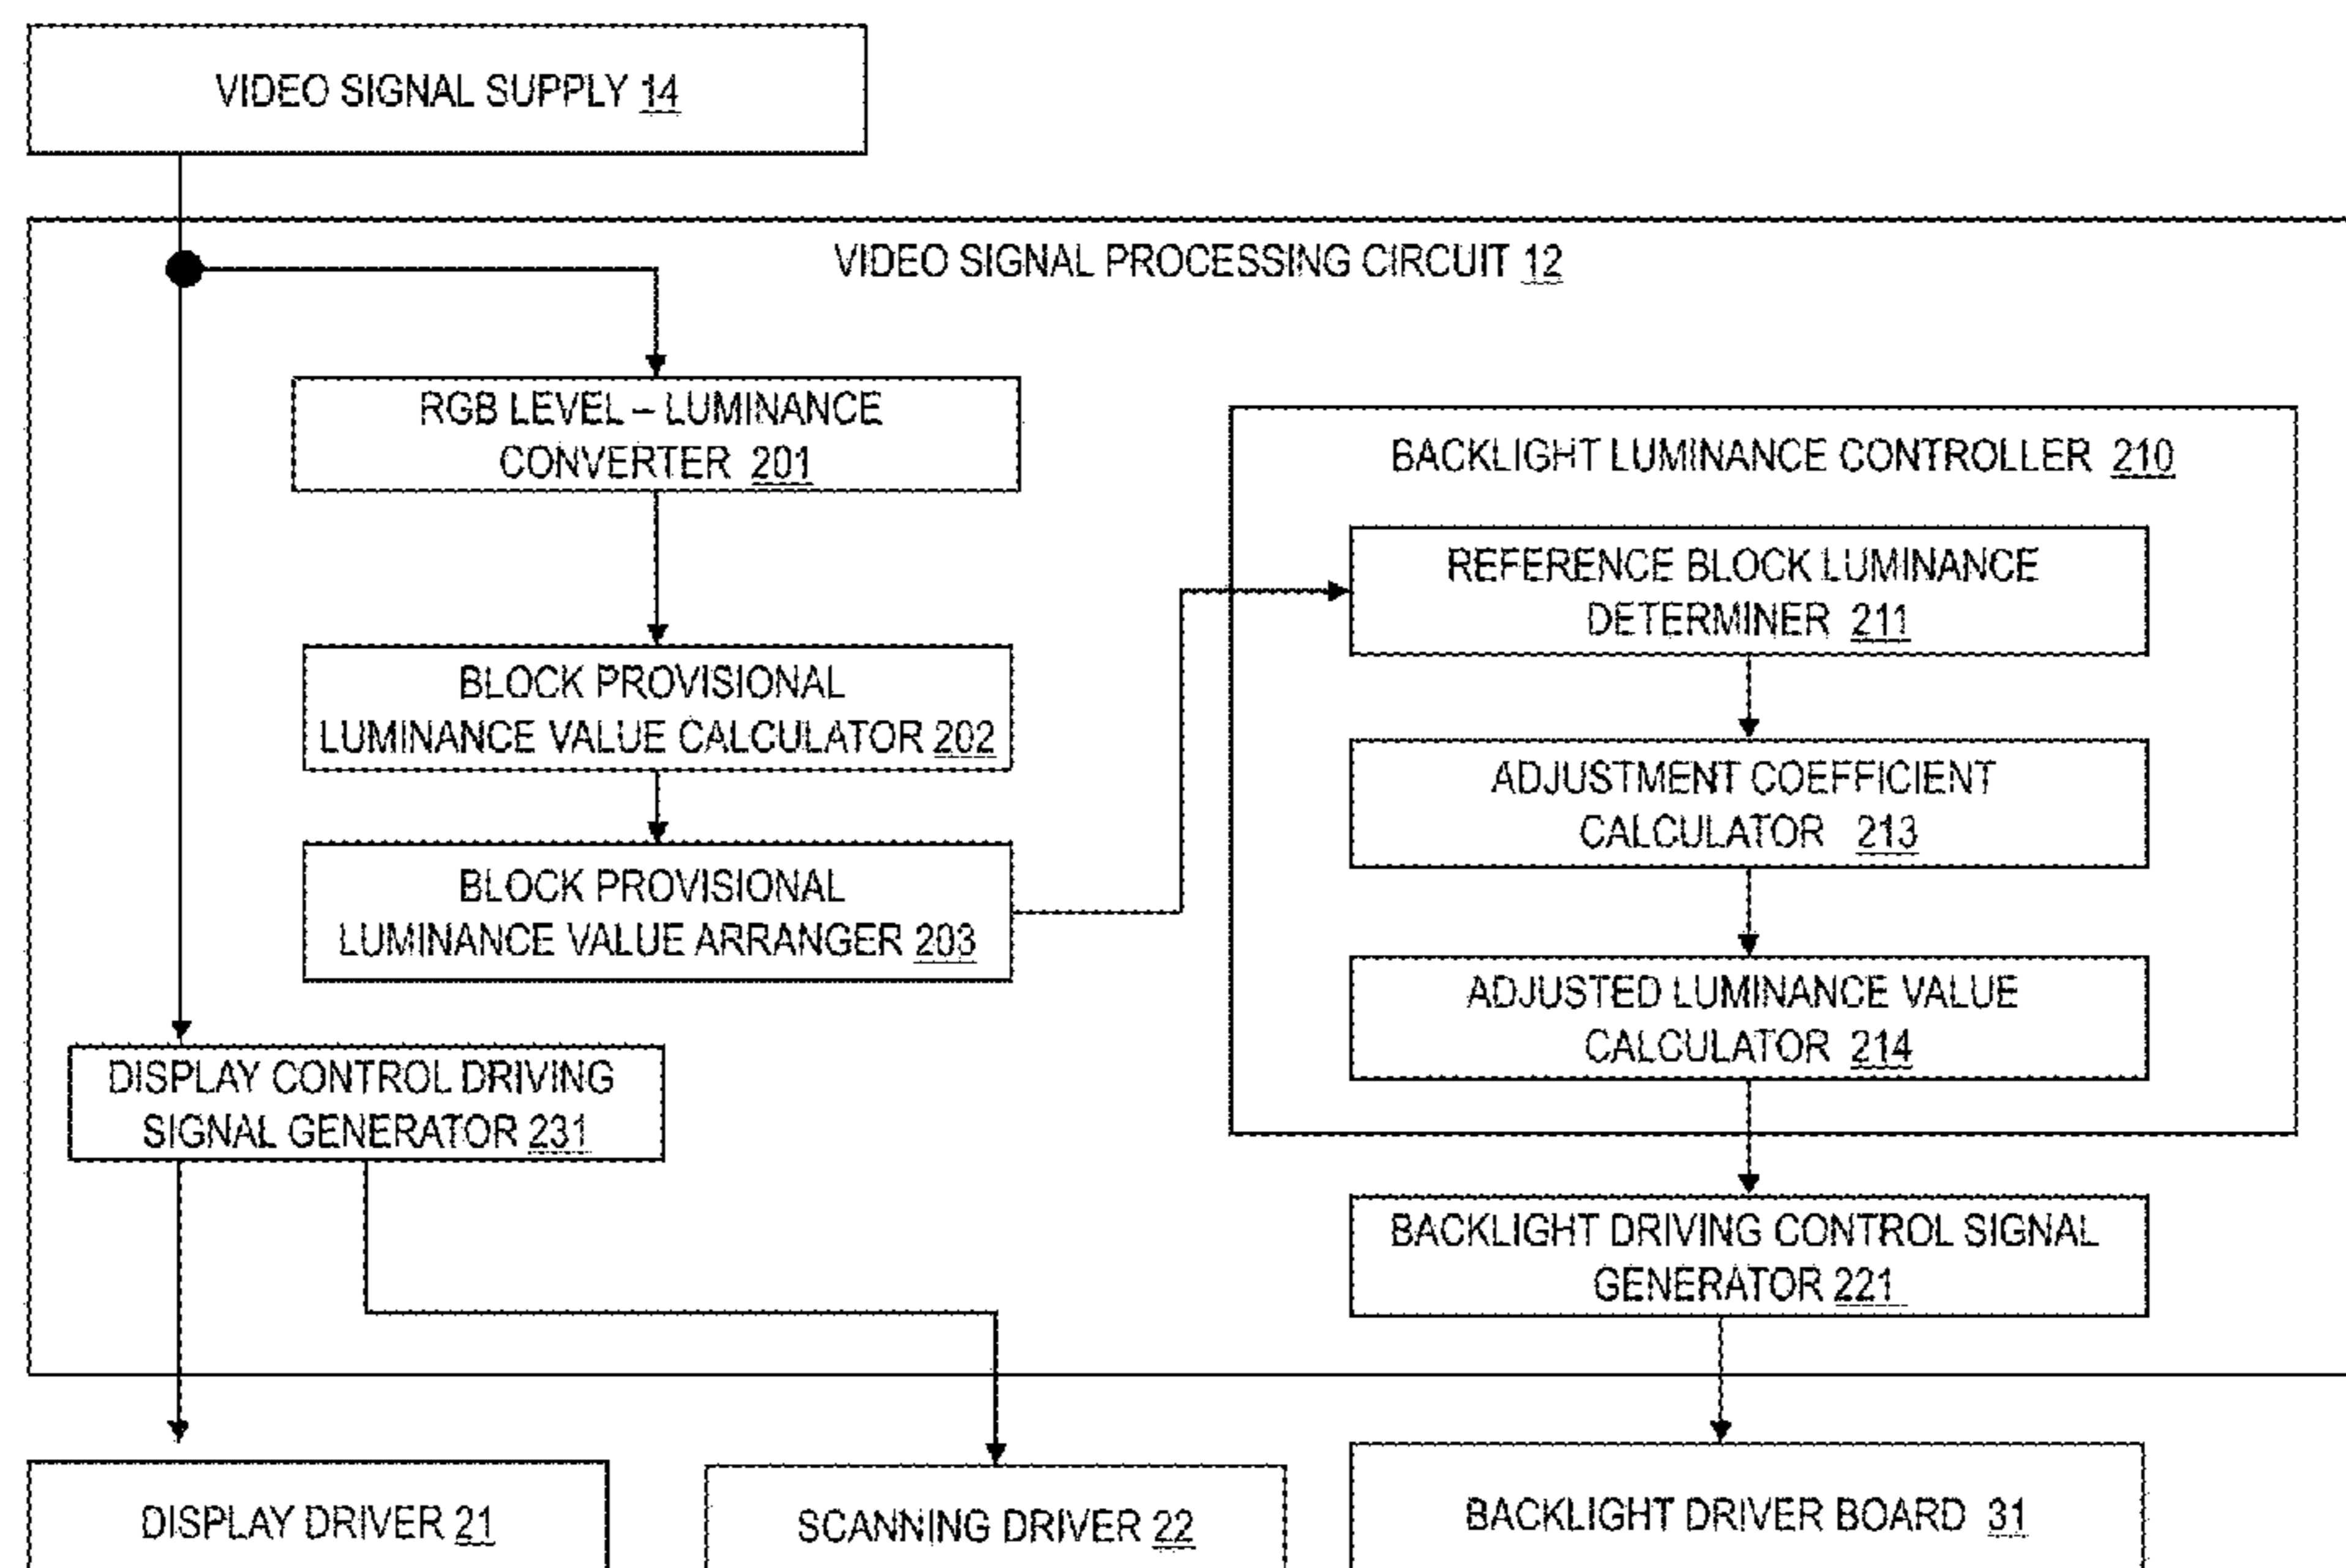 VIDEO SIGNAL SUPPLY 14
VIDEO SIGNAL PROCESSING CIRCUIT 12
RGB LEVEL – LUMINANCE
CONVERTER 201
BLOCK PROVISIONAL
LUMINANCE VALUE CALCULATOR 202
BLOCK PROVISIONAL
LUMINANCE VALUE ARRANGER 203
DISPLAY CONTROL DRIVING
SIGNAL GENERATOR 231
BACKLIGHT LUMINANCE CONTROLLER 210
REFERENCE BLOCK LUMINANCE
DETERMINER 211
ADJUSTMENT COEFFICIENT
CALCULATOR 213
ADJUSTED LUMINANCE VALUE
CALCULATOR 214
BACKLIGHT DRIVING CONTROL SIGNAL
GENERATOR 221
DISPLAY DRIVER 21
SCANNING DRIVER 22
BACKLIGHT DRIVER BOARD 31